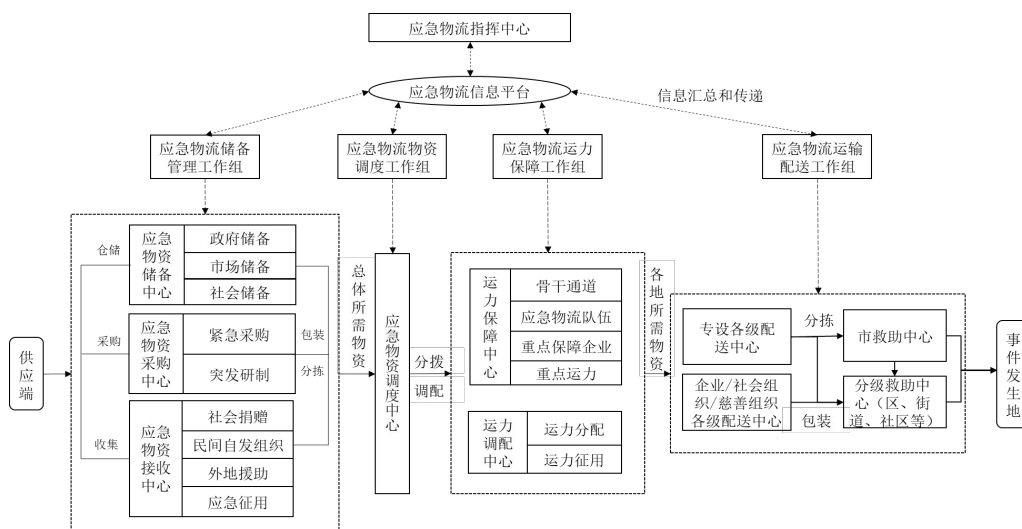 应急物流指挥中心
应急物流信息平台
信息汇总和传递
应急物流储备
管理工作组
应急物流物资
调度工作组
应急物流运力
保障工作组
应急物流运输
配送工作组
供应端
仓储
采购
收集
应急
物资
储备
中心
政府储备
市场储备
社会储备
应急
物资
采购
中心
紧急采购
突发研制
应急
物资
接收
中心
社会捐赠
民间自发组织
外地援助
应急征用
包装
分拣
总体所需物资
应急物资调度中心
分拨
调配
运力保障中心
骨干通道
应急物流队伍
重点保障企业
重点运力
运力
调配
中心
运力分配
运力征用
各地所需物资
专设各级配
送中心
企业/社会组
织/慈善组织
各级配送中心
分拣
包装
市救助中心
分级救助中
心（区、街
道、社区等）
事件发生地